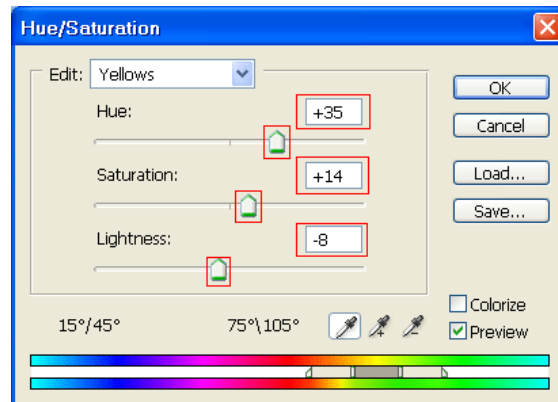 Hue/Saturation
Edit: Yellows
OK
Hue: +35
Cancel
Saturation: +14
Load...
Save...
Lightness: -8
Colorize
15°/45° 75°\105°
Preview